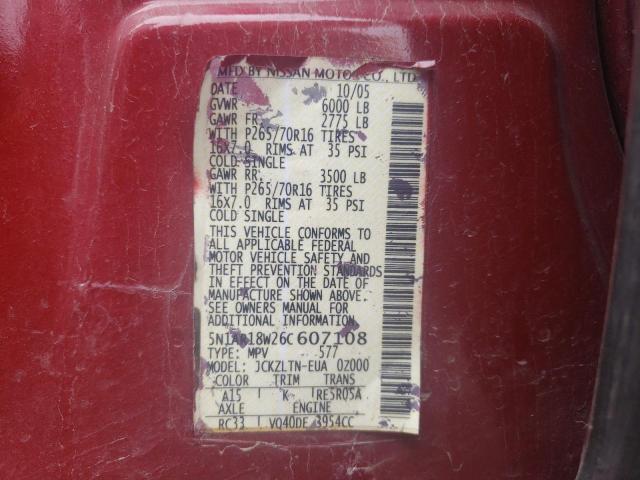 MFD BY NISSAN MOTOR CO., LTD
DATE 10/05
GVWR 6000 LB
GAWR FR: 2775 LB
WITH P265/70R16 TIRES
16X7.0 RIMS AT 35 PSI
COLD SINGLE
GAWR RR: 3500 LB
WITH P265/70R16 TIRES
16X7.0 RIMS AT 35 PSI
COLD SINGLE
THIS VEHICLE CONFORMS TO
ALL APPLICABLE FEDERAL
MOTOR VEHICLE SAFETY AND
THEFT PREVENTION STANDARDS
IN EFFECT ON THE DATE OF
MANUFACTURE SHOWN ABOVE.
SEE OWNERS MANUAL FOR
ADDITIONAL INFORMATION.
5N1AR18W26C607108
TYPE: MPV 577
MODEL: JCKZLTN-EUA 0Z000
COLOR TRIM TRANS
A15 K RE5R05A
AXLE ENGINE
RC33 VQ40DE 3954CC